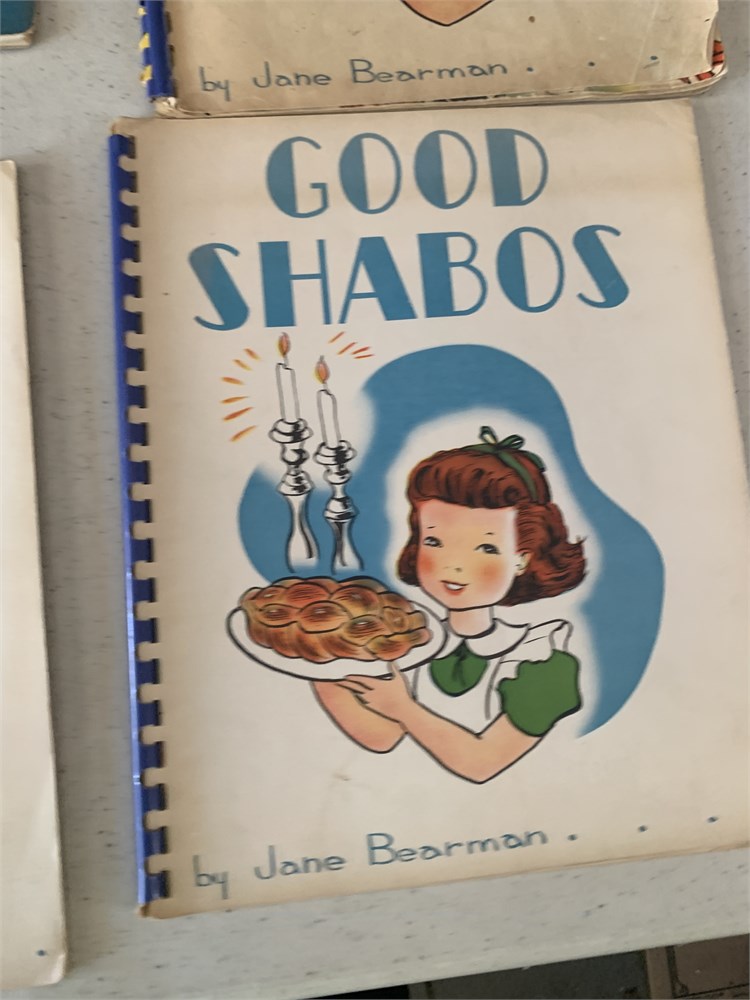 by Jane Bearman . . .
GOOD
SHABOS
by Jane Bearman . . .